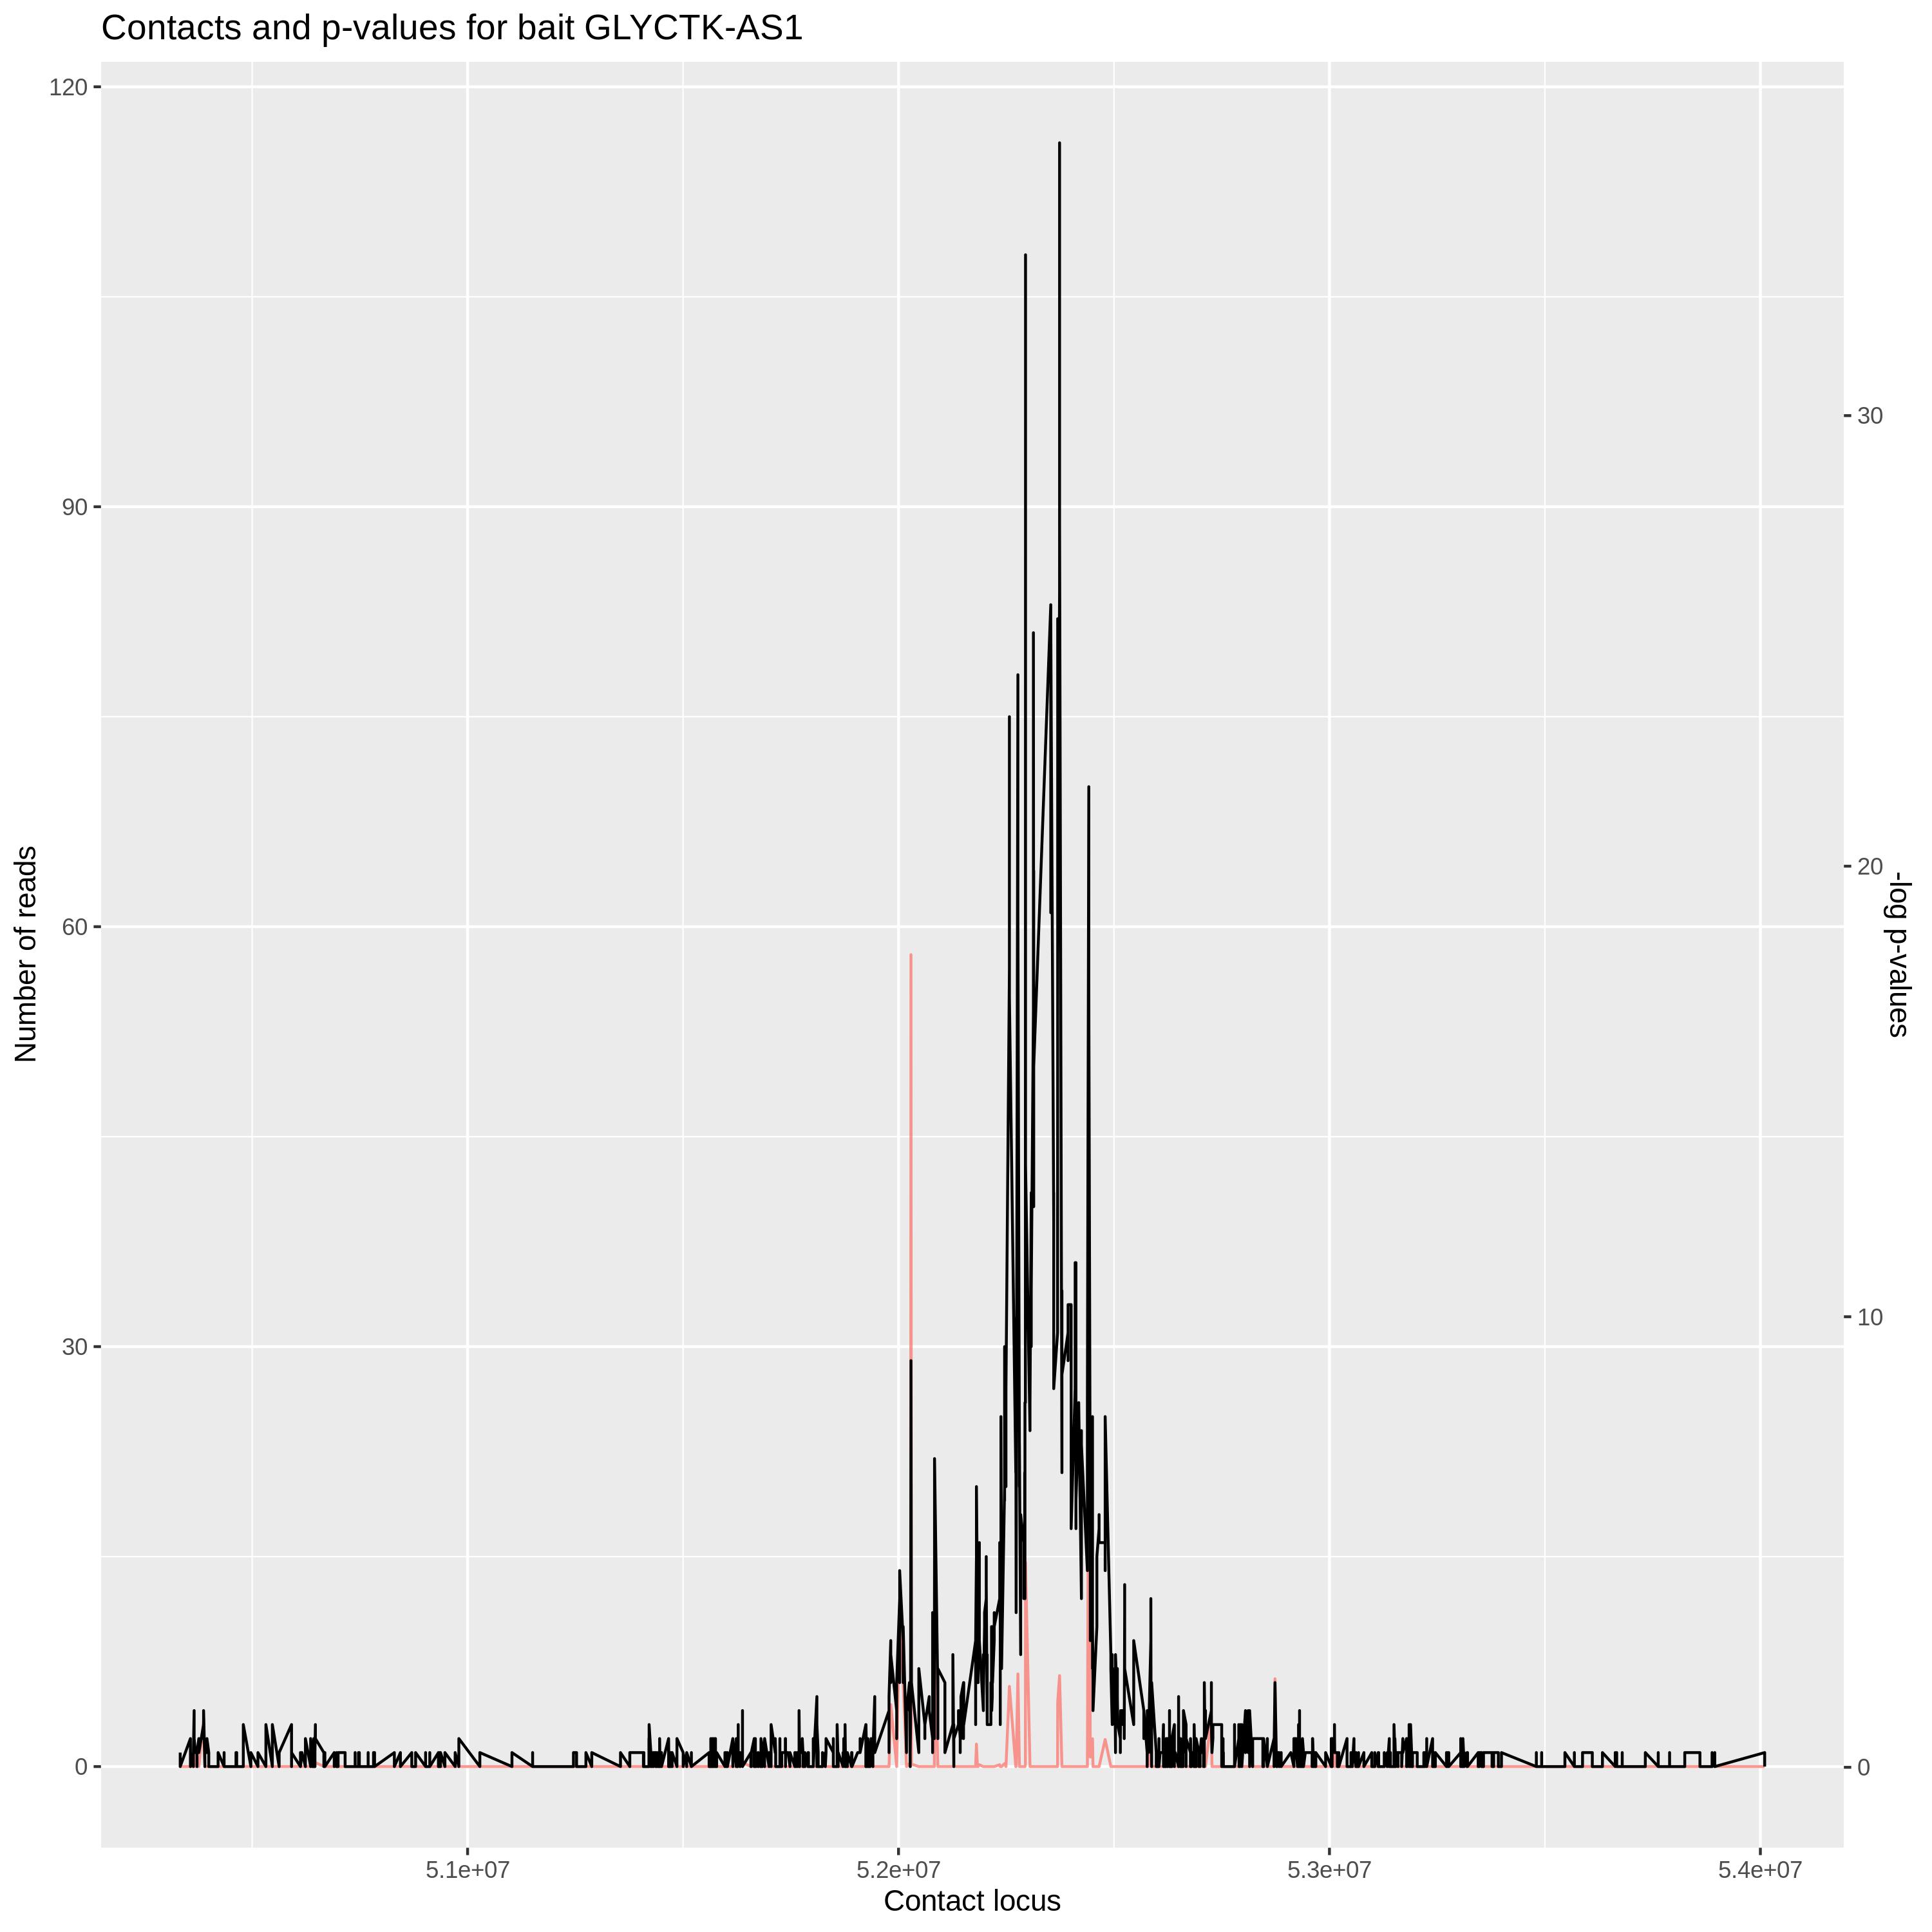 Contacts and p-values for bait GLYCTK-AS1
120
90
60
30
0
Number of reads
30
20
10
0
-log p-values
5.1e+07
5.2e+07
5.3e+07
5.4e+07
Contact locus